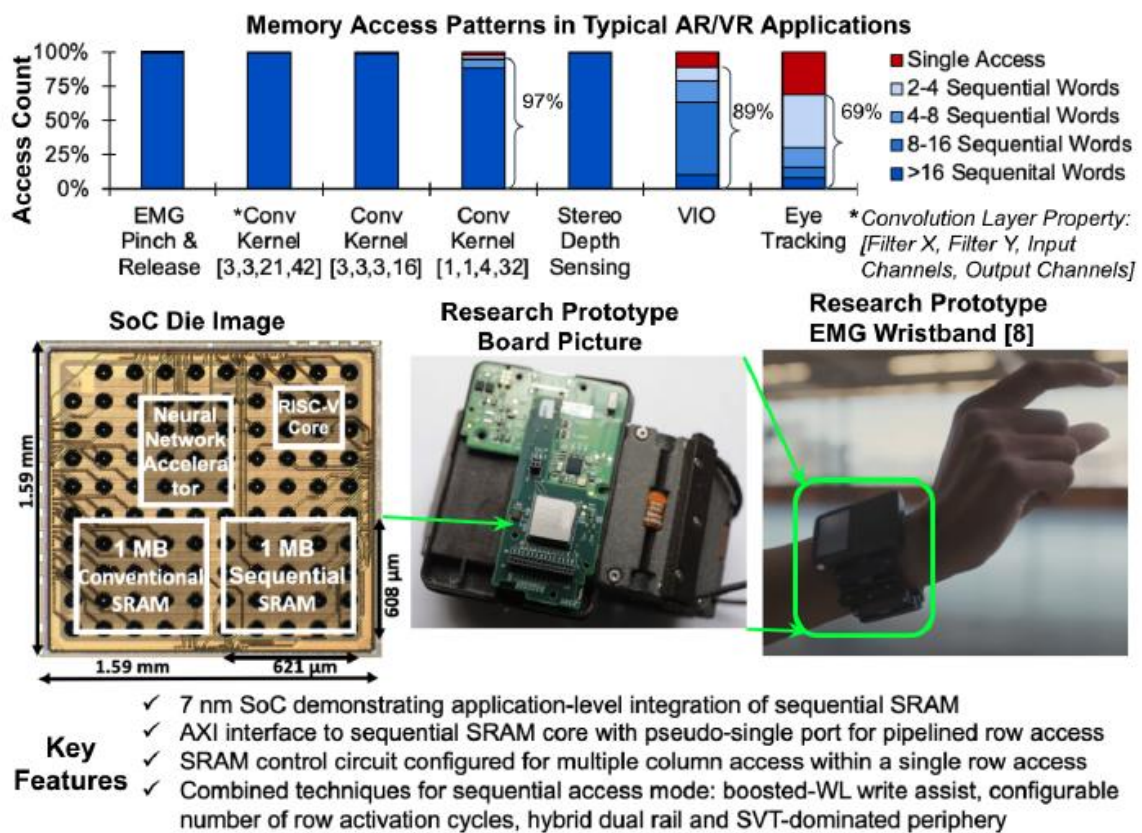 Memory Access Patterns in Typical AR/VR Applications
Access Count
100%
75%
50%
25%
0%
97%
89%
69%
Single Access
2-4 Sequential Words
4-8 Sequential Words
8-16 Sequential Words
>16 Sequenital Words
EMG
Pinch &
Release
*Conv
Kernel
[3,3,21,42]
Conv
Kernel
[3,3,3,16]
Conv
Kernel
[1,1,4,32]
Stereo
Depth
Sensing
VIO
Eye
Tracking
*Convolution Layer Property:
[Filter X, Filter Y, Input
Channels, Output Channels]
SoC Die Image
1.59 mm
Neural
Network
Accelera
tor
RISC-V
Core
1 MB
Conventional
SRAM
1 MB
Sequential
SRAM
608 µm
1.59 mm
621 µm
Research Prototype
Board Picture
Research Prototype
EMG Wristband [8]
Key
Features
✓ 7 nm SoC demonstrating application-level integration of sequential SRAM
✓ AXI interface to sequential SRAM core with pseudo-single port for pipelined row access
✓ SRAM control circuit configured for multiple column access within a single row access
✓ Combined techniques for sequential access mode: boosted-WL write assist, configurable
number of row activation cycles, hybrid dual rail and SVT-dominated periphery